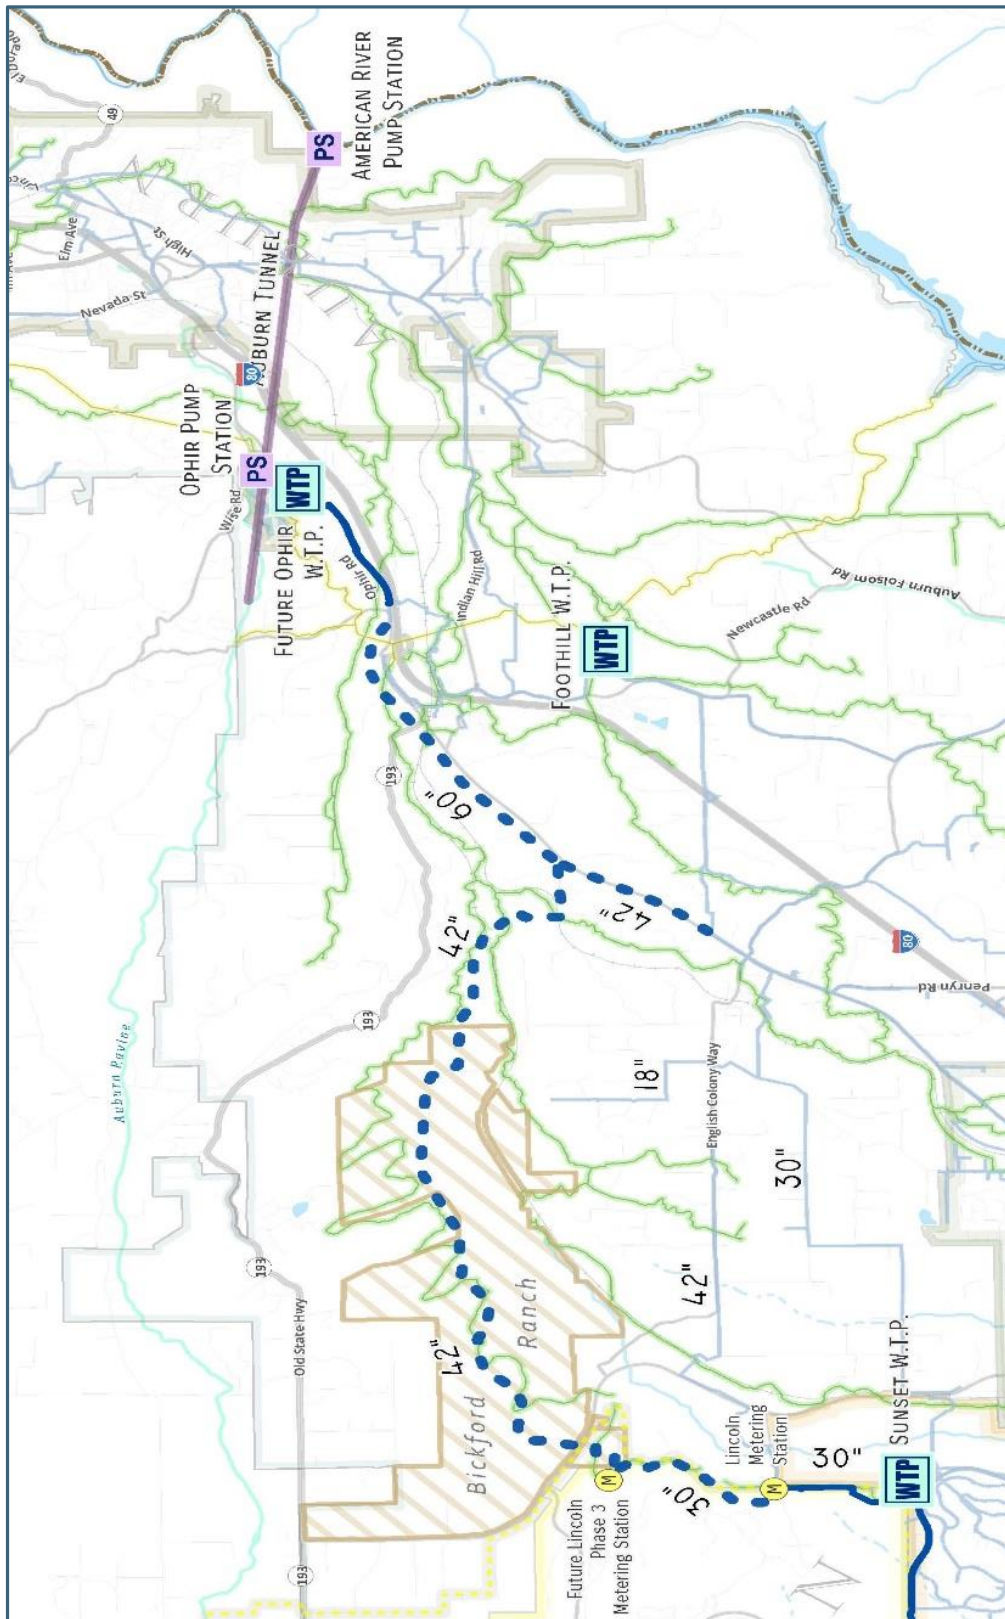 El Dorado
49
PS
AMERICAN RIVER
PUMP STATION
Elm Ave
High St
Nevada St
80
AUBURN TUNNEL
OPHIR PUMP
STATION
PS
Wise Rd
WTP
FUTURE OPHIR
W.T.P.
Ophir Rd
Indian Hill Rd
Auburn Folsom Rd
Newcastle Rd
FOOTHILL W.T.P.
WTP
193
60"
42"
42"
80
Penryn Rd
193
Auburn Ravine
18"
English Colony Way
30"
193
Old State Hwy
42"
42"
Bickford
Ranch
Lincoln
Metering
Station
M
30"
SUNSET W.T.P.
WTP
30"
M
Future Lincoln
Phase 3
Metering Station
193
N